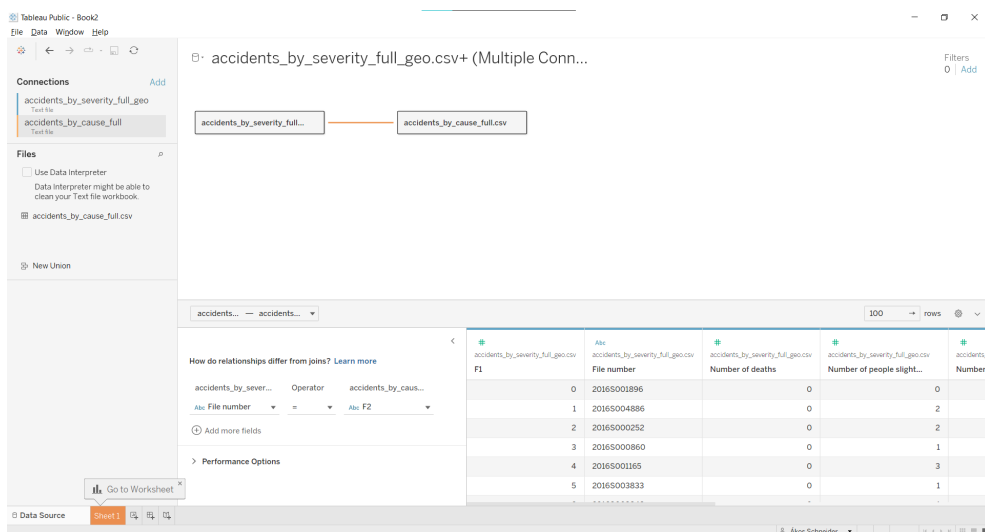 Tableau Public - Book2
File Data Window Help
Connections Add
accidents_by_severity_full_geo
Text file
accidents_by_cause_full
Text file
Files
Use Data Interpreter
Data Interpreter might be able to
clean your Text file workbook.
accidents_by_cause_full.csv
New Union
accidents_by_severity_full_geo.csv+ (Multiple Conn...
Filters
0 Add
accidents_by_severity_full...
accidents_by_cause_full.csv
accidents... — accidents...
100 → rows
How do relationships differ from joins? Learn more
accidents_by_sever... Operator accidents_by_caus...
Abc File number = Abc F2
Add more fields
Performance Options
# Abc # # #
accidents_by_severity_full_geo.csv accidents_by_severity_full_geo.csv accidents_by_severity_full_geo.csv accidents_by_severity_full_geo.csv accidents
F1 File number Number of deaths Number of people slight... Number
0 2016S001896 0 0
1 2016S004886 0 2
2 2016S000252 0 2
3 2016S000860 0 1
4 2016S001165 0 3
5 2016S003833 0 1
Go to Worksheet
Data Source Sheet 1
Ákos Schneider